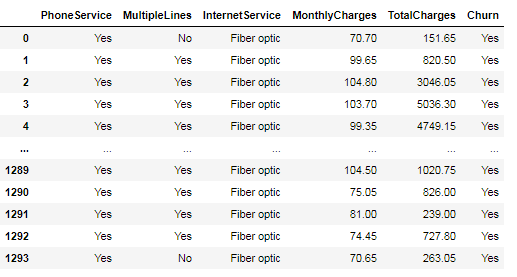 PhoneService MultipleLines InternetService MonthlyCharges TotalCharges Churn
0 Yes No Fiber optic 70.70 151.65 Yes
1 Yes Yes Fiber optic 99.65 820.50 Yes
2 Yes Yes Fiber optic 104.80 3046.05 Yes
3 Yes Yes Fiber optic 103.70 5036.30 Yes
4 Yes Yes Fiber optic 99.35 4749.15 Yes
... ... ... ... ... ... ...
1289 Yes Yes Fiber optic 104.50 1020.75 Yes
1290 Yes Yes Fiber optic 75.05 826.00 Yes
1291 Yes Yes Fiber optic 81.00 239.00 Yes
1292 Yes Yes Fiber optic 74.45 727.80 Yes
1293 Yes No Fiber optic 70.65 263.05 Yes